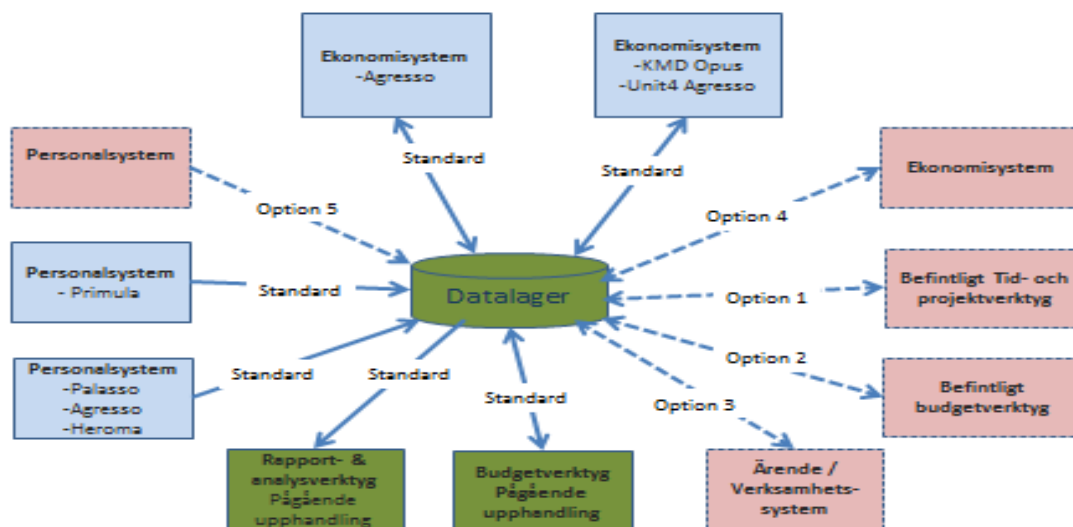 Ekonomisystem
-Agresso
Ekonomisystem
-KMD Opus
-Unit4 Agresso
Personalsystem
Standard
Standard
Ekonomisystem
Option 5
Option 4
Personalsystem
- Primula
Standard
Datalager
Option 1
Befintligt Tid- och
projektverktyg
Personalsystem
-Palasso
-Agresso
-Heroma
Standard
Standard
Standard
Option 3
Option 2
Befintligt
budgetverktyg
Rapport- &
analysverktyg
Pågående
upphandling
Budgetverktyg
Pågående
upphandling
Ärende /
Verksamhets-
system